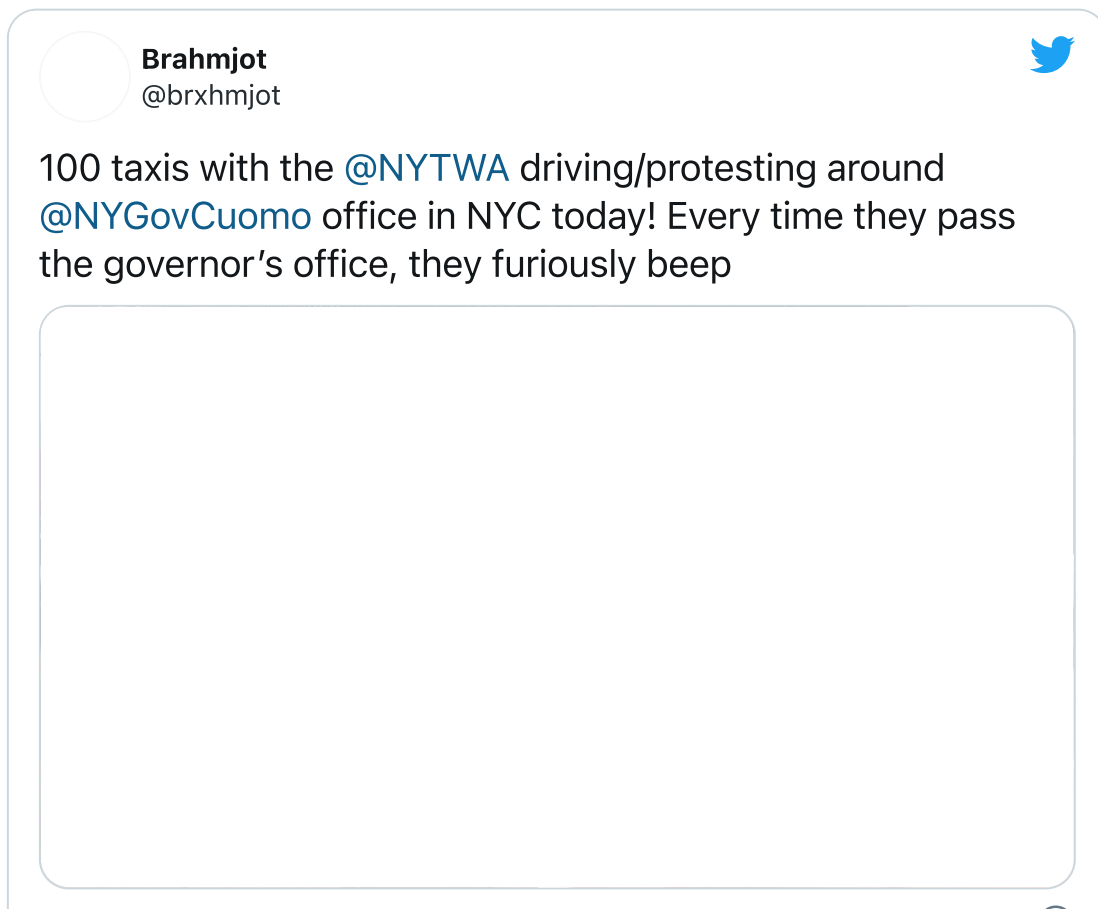 Brahmjot
@brxhmjot
100 taxis with the @NYTWA driving/protesting around
@NYGovCuomo office in NYC today! Every time they pass
the governor’s office, they furiously beep